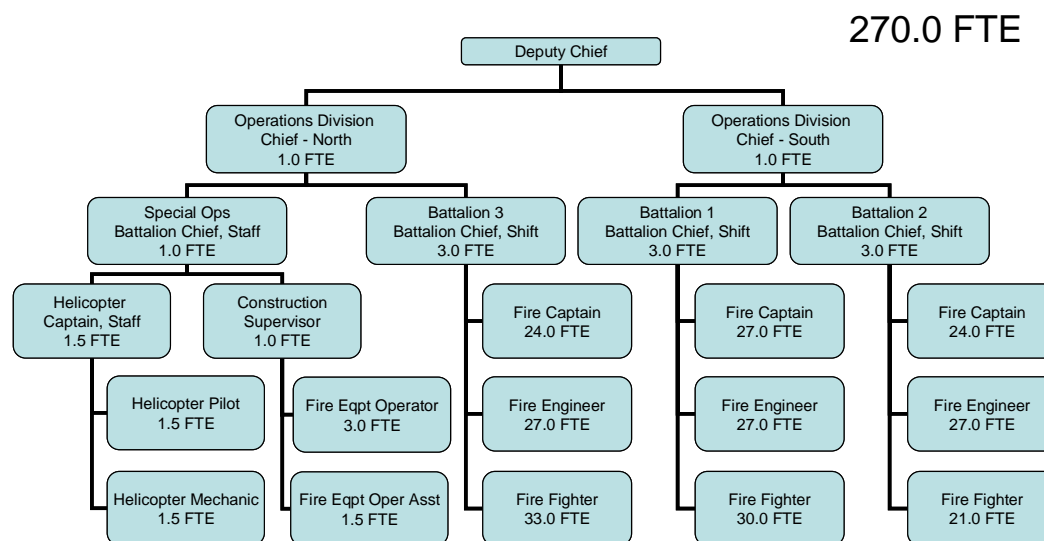 270.0 FTE
Deputy Chief
Operations Division
Chief - North
1.0 FTE
Operations Division
Chief - South
1.0 FTE
Special Ops
Battalion Chief, Staff
1.0 FTE
Battalion 3
Battalion Chief, Shift
3.0 FTE
Battalion 1
Battalion Chief, Shift
3.0 FTE
Battalion 2
Battalion Chief, Shift
3.0 FTE
Helicopter
Captain, Staff
1.5 FTE
Construction
Supervisor
1.0 FTE
Fire Captain
24.0 FTE
Fire Captain
27.0 FTE
Fire Captain
24.0 FTE
Helicopter Pilot
1.5 FTE
Fire Eqpt Operator
3.0 FTE
Fire Engineer
27.0 FTE
Fire Engineer
27.0 FTE
Fire Engineer
27.0 FTE
Helicopter Mechanic
1.5 FTE
Fire Eqpt Oper Asst
1.5 FTE
Fire Fighter
33.0 FTE
Fire Fighter
30.0 FTE
Fire Fighter
21.0 FTE